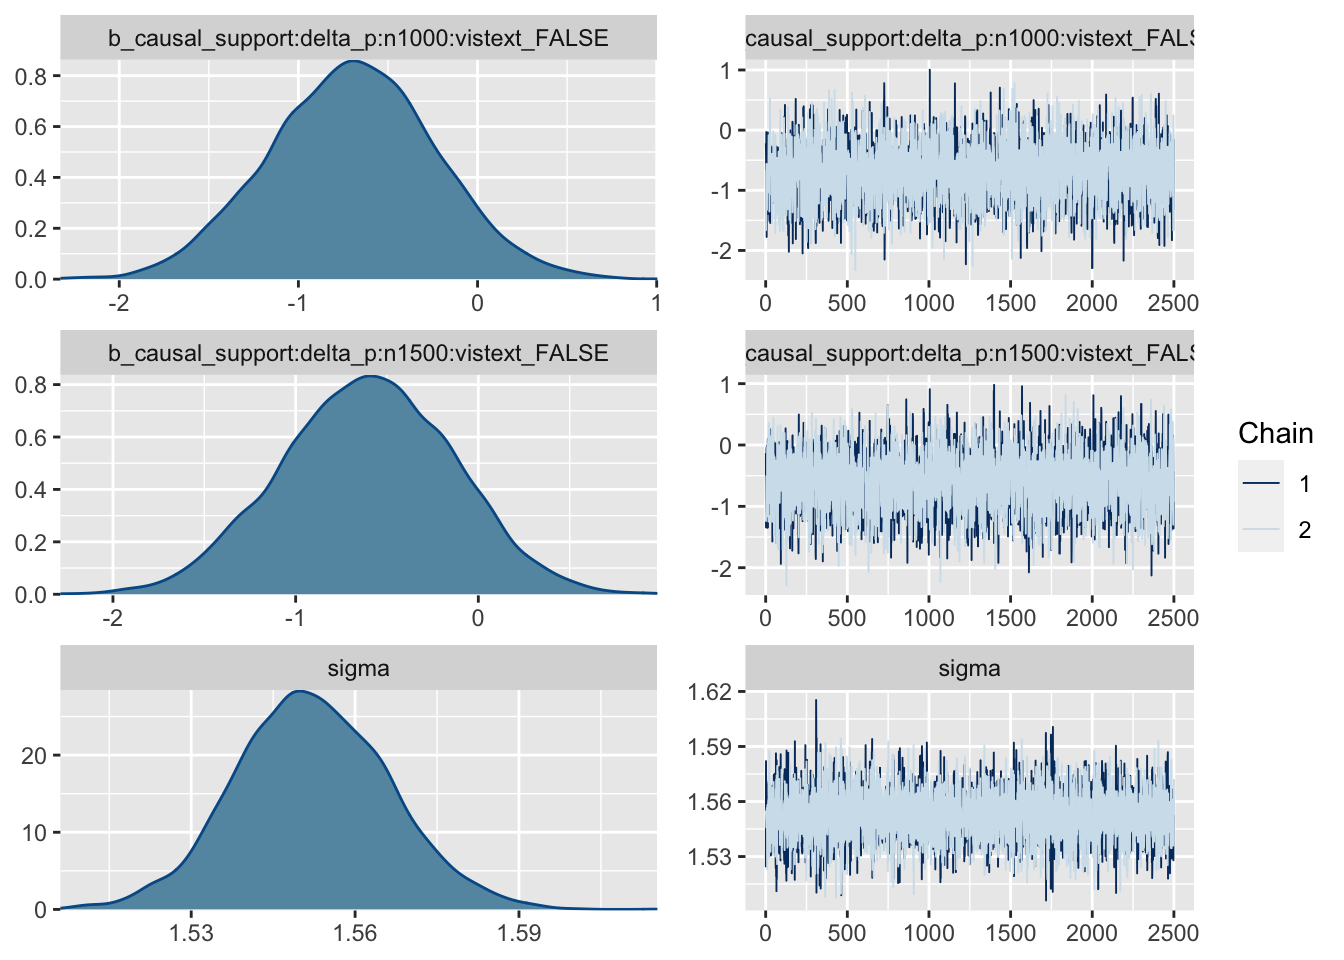 b_causal_support:delta_p:n1000:vistext_FALSE
0.8
0.6
0.4
0.2
0.0
-2 -1 0 1
causal_support:delta_p:n1000:vistext_FALS
1
0
-1
-2
0 500 1000 1500 2000 2500
b_causal_support:delta_p:n1500:vistext_FALSE
0.8
0.6
0.4
0.2
0.0
-2 -1 0
causal_support:delta_p:n1500:vistext_FALS
1
0
-1
-2
0 500 1000 1500 2000 2500
sigma
20
10
0
1.53 1.56 1.59
sigma
1.62
1.59
1.56
1.53
0 500 1000 1500 2000 2500
Chain
1
2